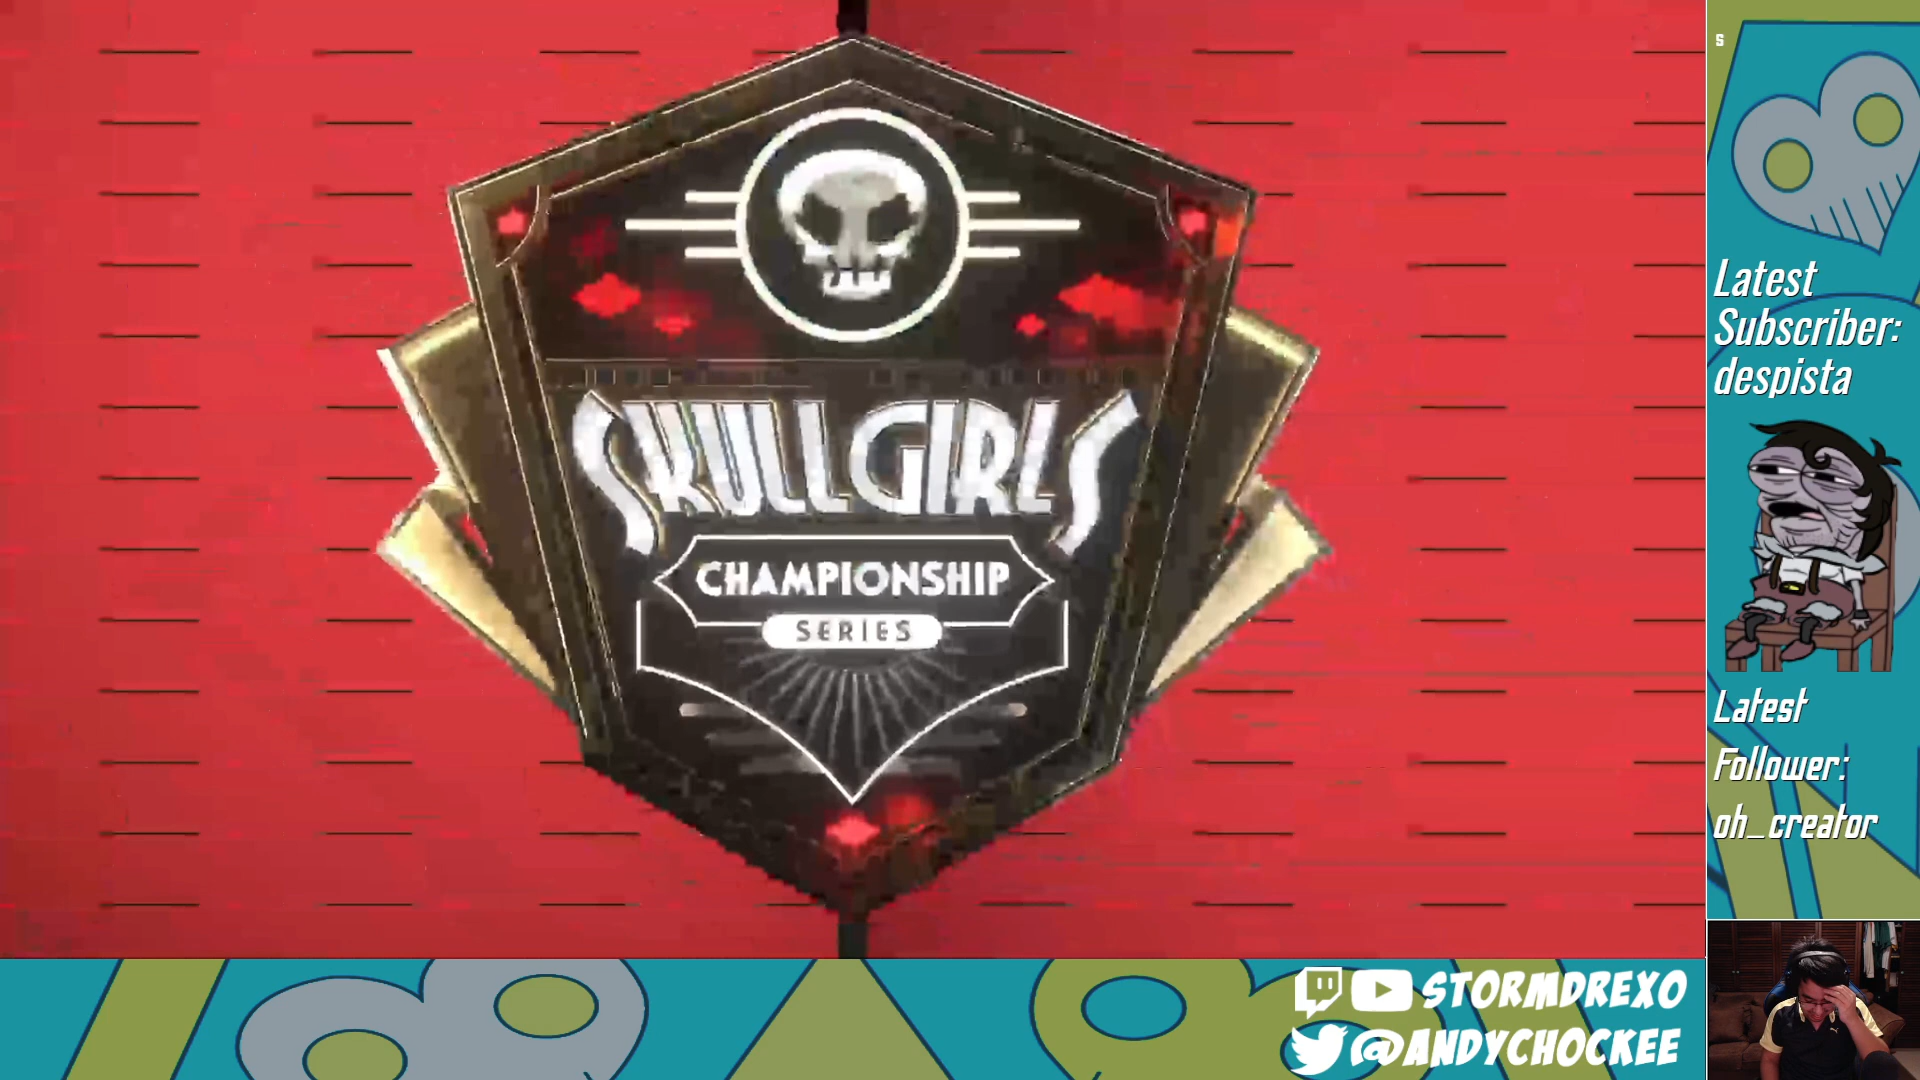 SKULLGIRLS
CHAMPIONSHIP
SERIES
s
Latest
Subscriber:
despista
Latest
Follower:
oh_creator
STORMDREXO
@ANDYCHOCKEE